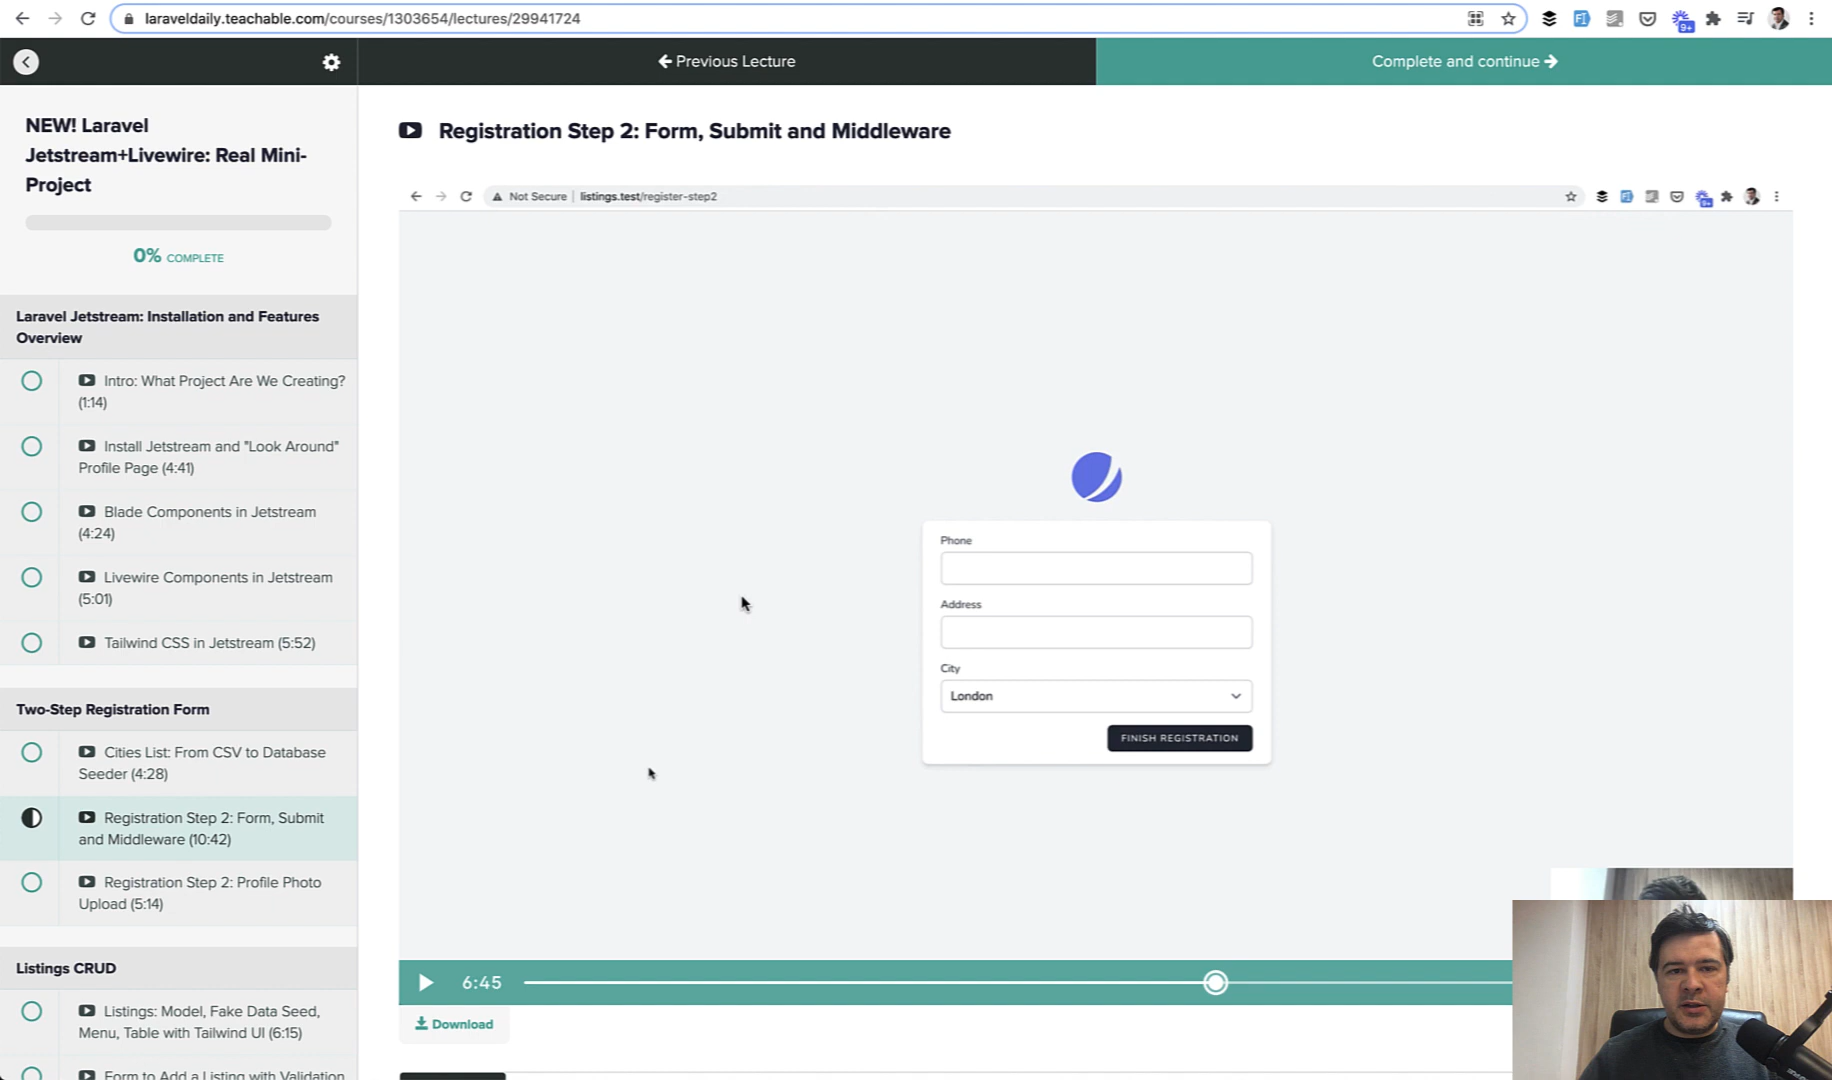 laraveldaily.teachable.com/courses/1303654/lectures/29941724
9+
Previous Lecture
Complete and continue
NEW! Laravel
Jetstream+Livewire: Real Mini-
Project
0% COMPLETE
Laravel Jetstream: Installation and Features
Overview
Intro: What Project Are We Creating?
(1:14)
Install Jetstream and "Look Around"
Profile Page (4:41)
Blade Components in Jetstream
(4:24)
Livewire Components in Jetstream
(5:01)
Tailwind CSS in Jetstream (5:52)
Two-Step Registration Form
Cities List: From CSV to Database
Seeder (4:28)
Registration Step 2: Form, Submit
and Middleware (10:42)
Registration Step 2: Profile Photo
Upload (5:14)
Listings CRUD
Listings: Model, Fake Data Seed,
Menu, Table with Tailwind UI (6:15)
Form to Add a Listing with Validation
Registration Step 2: Form, Submit and Middleware
Not Secure | listings.test/register-step2
Phone
Address
City
London
FINISH REGISTRATION
6:45
Download